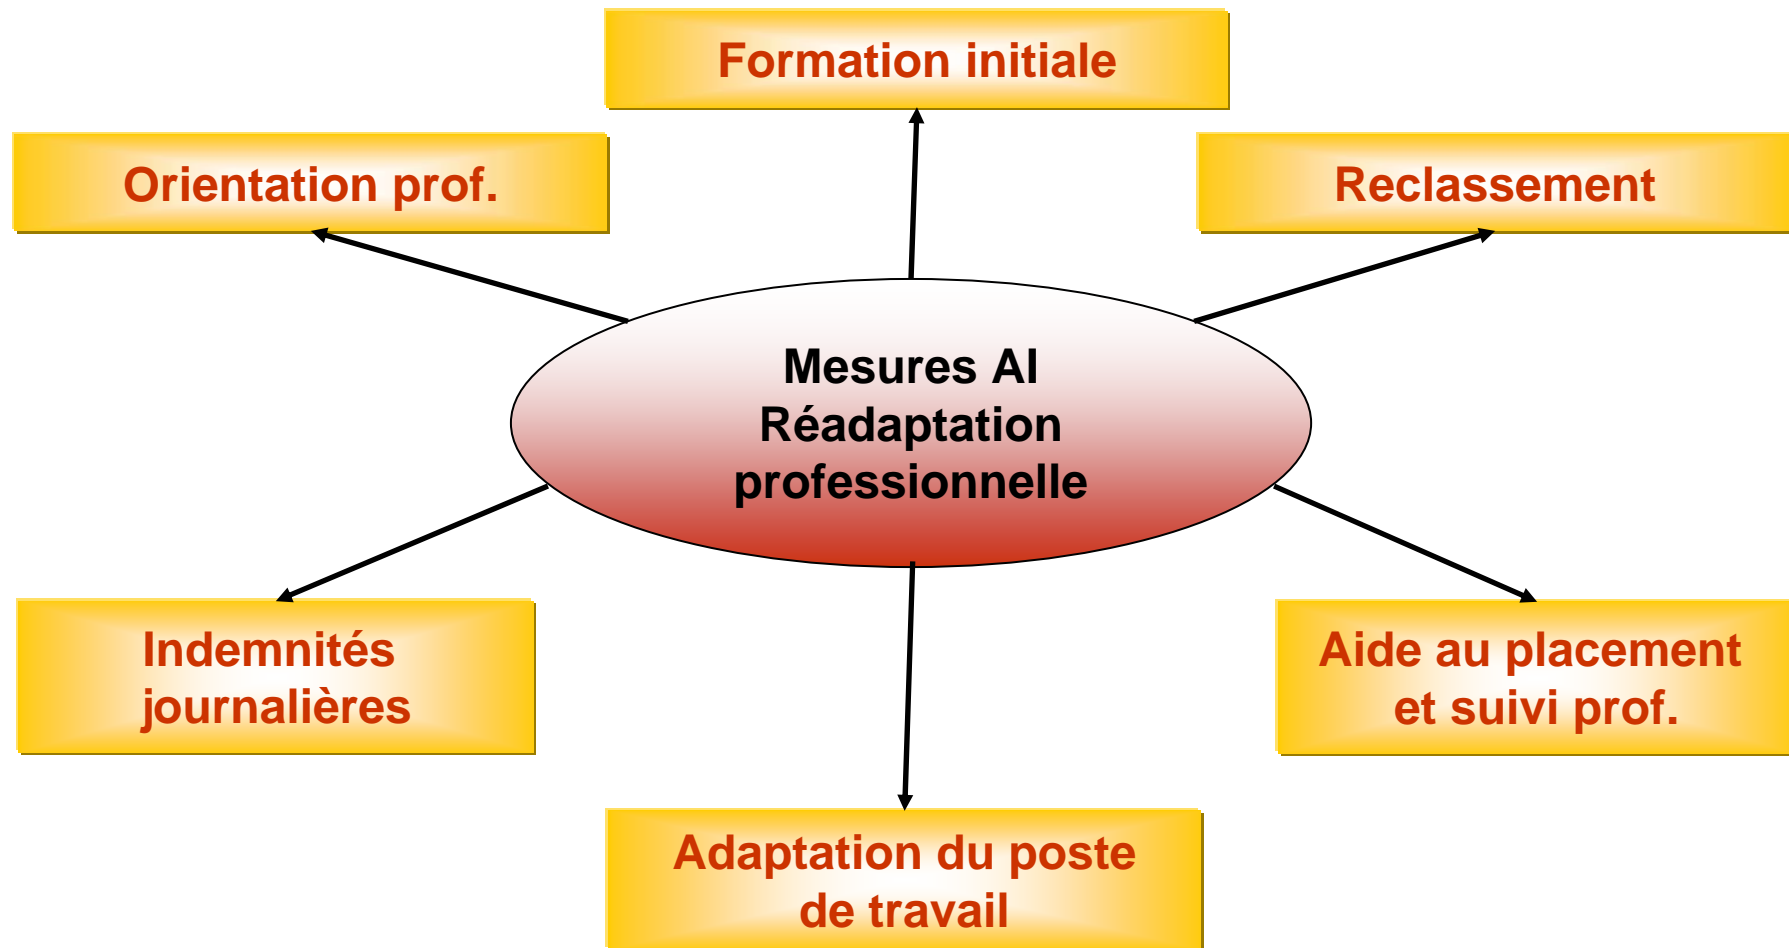 Formation initiale
Orientation prof.
Reclassement
Mesures AI
Réadaptation
professionnelle
Indemnités
journalières
Aide au placement
et suivi prof.
Adaptation du poste
de travail